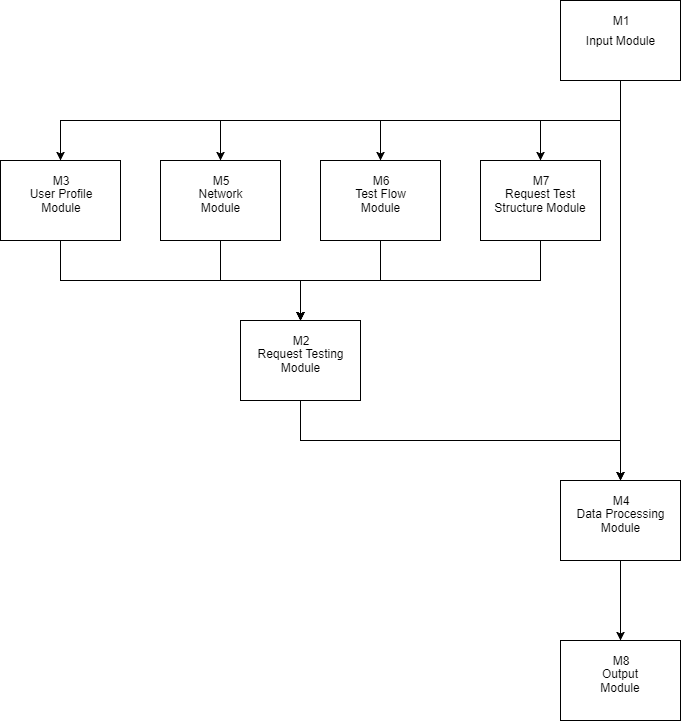 M1
Input Module
M3
User Profile
Module
M5
Network
Module
M6
Test Flow
Module
M7
Request Test
Structure Module
M2
Request Testing
Module
M4
Data Processing
Module
M8
Output
Module